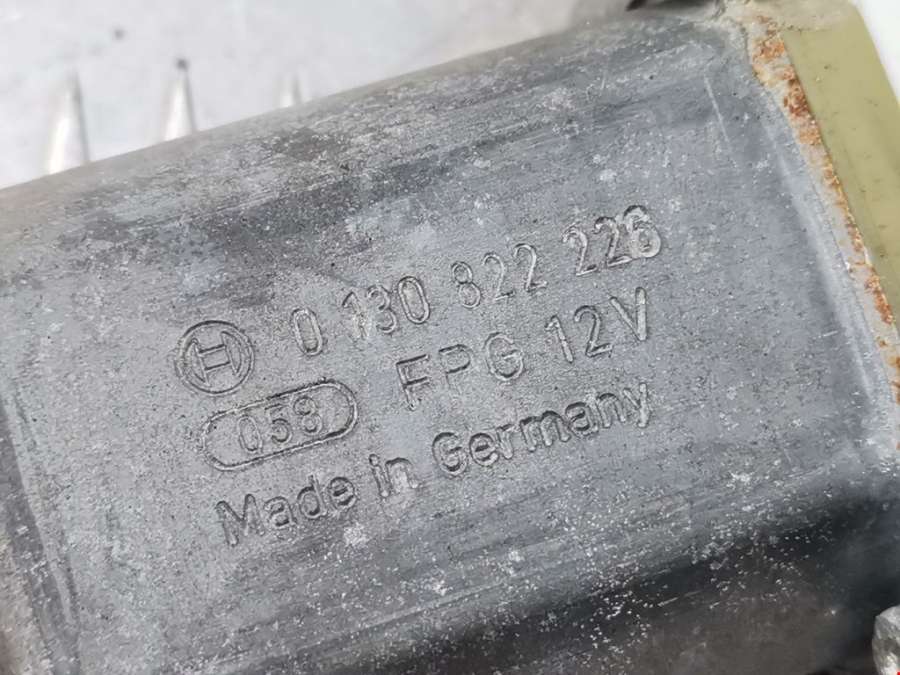 0 130 822 226
058 FPG 12V
Made in Germany